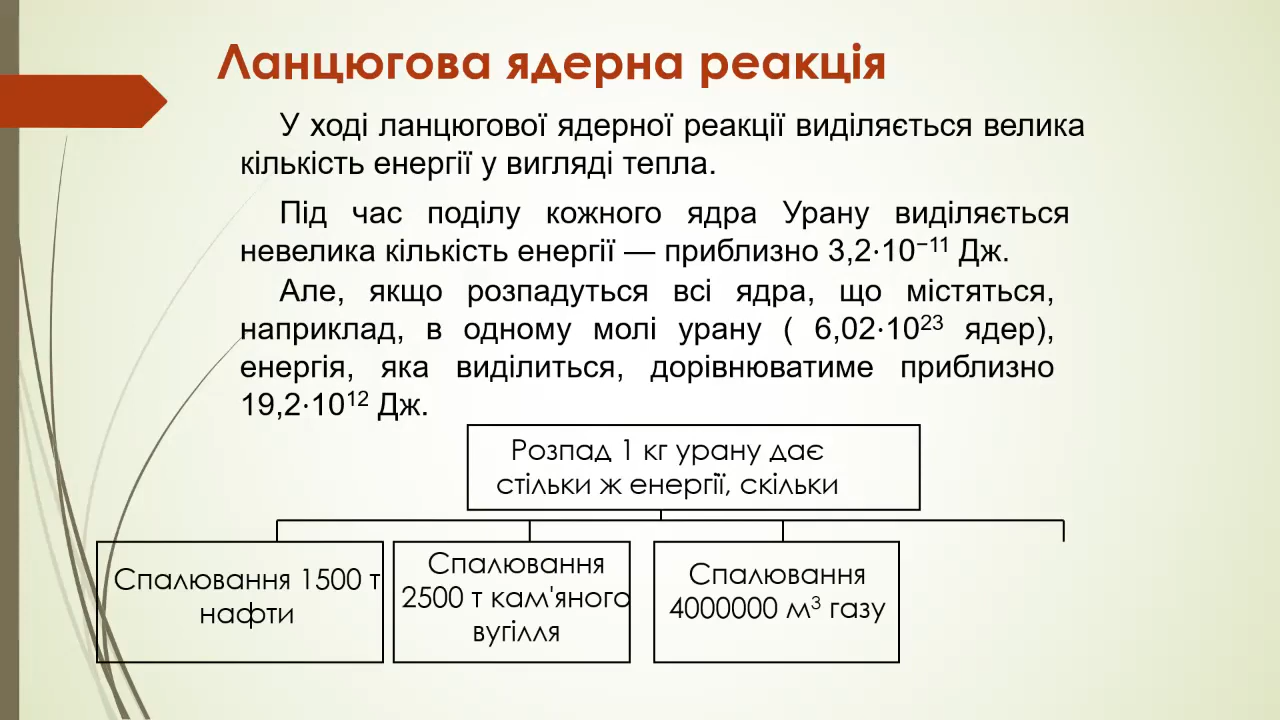 Ланцюгова ядерна реакція
У ході ланцюгової ядерної реакції виділяється велика
кількість енергії у вигляді тепла.
Під час поділу кожного ядра Урану виділяється
невелика кількість енергії — приблизно 3,2∙10⁻¹¹ Дж.
Але, якщо розпадуться всі ядра, що містяться,
наприклад, в одному молі урану ( 6,02∙10²³ ядер),
енергія, яка виділиться, дорівнюватиме приблизно
19,2∙10¹² Дж.
Розпад 1 кг урану дає
стільки ж енергії, скільки
Спалювання 1500 т
нафти
Спалювання
2500 т кам'яного
вугілля
Спалювання
4000000 м³ газу